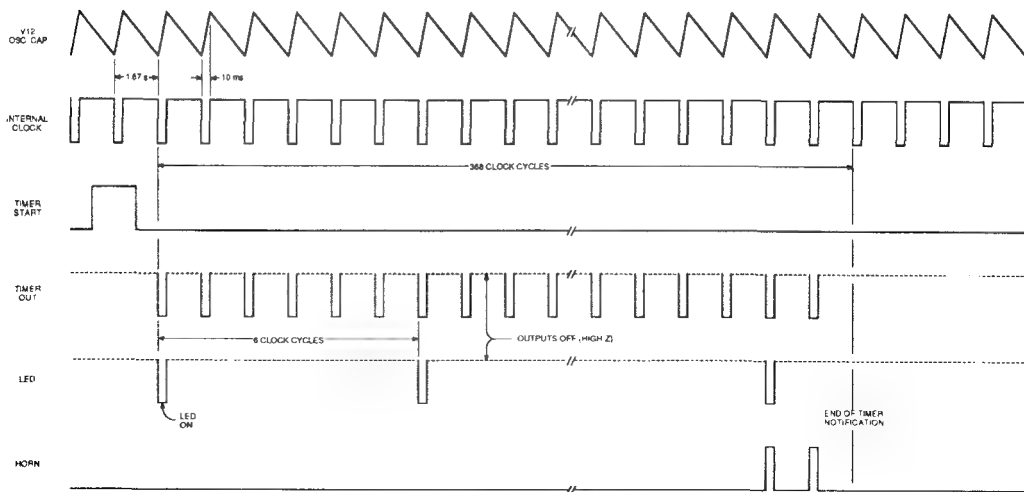 V12
OSC CAP
1.67 s
10 ms
INTERNAL
CLOCK
368 CLOCK CYCLES
TIMER
START
TIMER
OUT
6 CLOCK CYCLES
OUTPUTS OFF (HIGH Z)
LED
LED
ON
END OF TIMER
NOTIFICATION
HORN